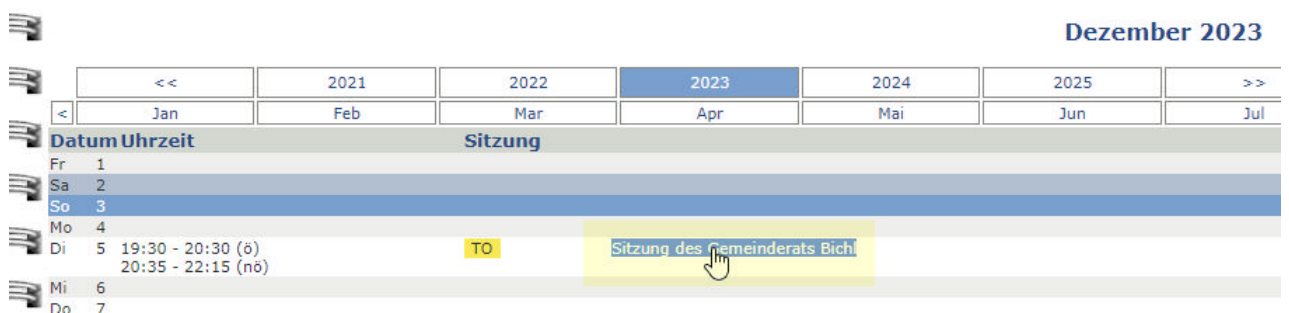 Dezember 2023
<< 2021 2022 2023 2024 2025 >>
< Jan Feb Mar Apr Mai Jun Jul
Datum Uhrzeit Sitzung
Fr 1
Sa 2
So 3
Mo 4
Di 5 19:30 - 20:30 (ö) TO Sitzung des Gemeinderats Bichl
20:35 - 22:15 (nö)
Mi 6
Do 7